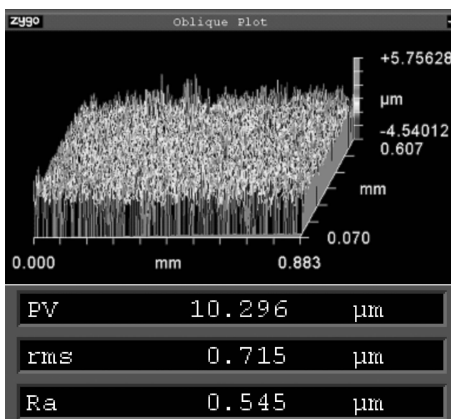 zygo Oblique Plot
+5.75628
µm
-4.54012
0.607
mm
0.070
0.000 mm 0.883
PV 10.296 µm
rms 0.715 µm
Ra 0.545 µm